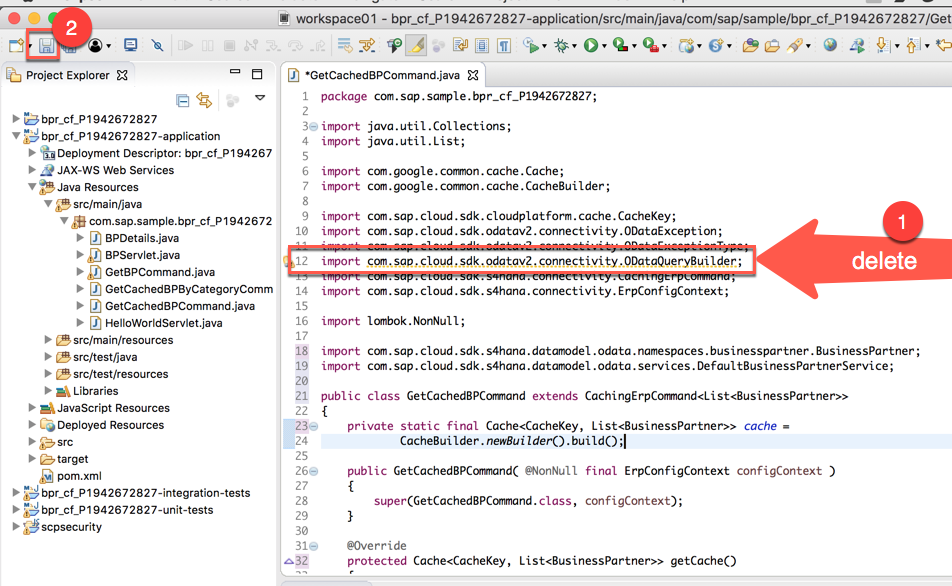 2
workspace01 - bpr_cf_P1942672827-application/src/main/java/com/sap/sample/bpr_cf_P1942672827/Get
Project Explorer
*GetCachedBPCommand.java
bpr_cf_P1942672827
bpr_cf_P1942672827-application
Deployment Descriptor: bpr_cf_P194267
JAX-WS Web Services
Java Resources
src/main/java
com.sap.sample.bpr_cf_P1942672
BPDetails.java
BPServlet.java
GetBPCommand.java
GetCachedBPByCategoryComm
GetCachedBPCommand.java
HelloWorldServlet.java
src/main/resources
src/test/java
src/test/resources
Libraries
JavaScript Resources
Deployed Resources
src
target
pom.xml
bpr_cf_P1942672827-integration-tests
bpr_cf_P1942672827-unit-tests
scpsecurity
1 package com.sap.sample.bpr_cf_P1942672827;
2
3 import java.util.Collections;
4 import java.util.List;
5
6 import com.google.common.cache.Cache;
7 import com.google.common.cache.CacheBuilder;
8
9 import com.sap.cloud.sdk.cloudplatform.cache.CacheKey;
10 import com.sap.cloud.sdk.odatav2.connectivity.ODataException;
11 import com.sap.cloud.sdk.odatav2.connectivity.ODataExceptionType;
12 import com.sap.cloud.sdk.odatav2.connectivity.ODataQueryBuilder;
13 import com.sap.cloud.sdk.s4hana.connectivity.CachingErpCommand;
14 import com.sap.cloud.sdk.s4hana.connectivity.ErpConfigContext;
15
16 import lombok.NonNull;
17
18 import com.sap.cloud.sdk.s4hana.datamodel.odata.namespaces.businesspartner.BusinessPartner;
19 import com.sap.cloud.sdk.s4hana.datamodel.odata.services.DefaultBusinessPartnerService;
20
21 public class GetCachedBPCommand extends CachingErpCommand<List<BusinessPartner>>
22 {
23 private static final Cache<CacheKey, List<BusinessPartner>> cache =
24 CacheBuilder.newBuilder().build();
25
26 public GetCachedBPCommand( @NonNull final ErpConfigContext configContext )
27 {
28 super(GetCachedBPCommand.class, configContext);
29 }
30
31 @Override
32 protected Cache<CacheKey, List<BusinessPartner>> getCache()
1
delete